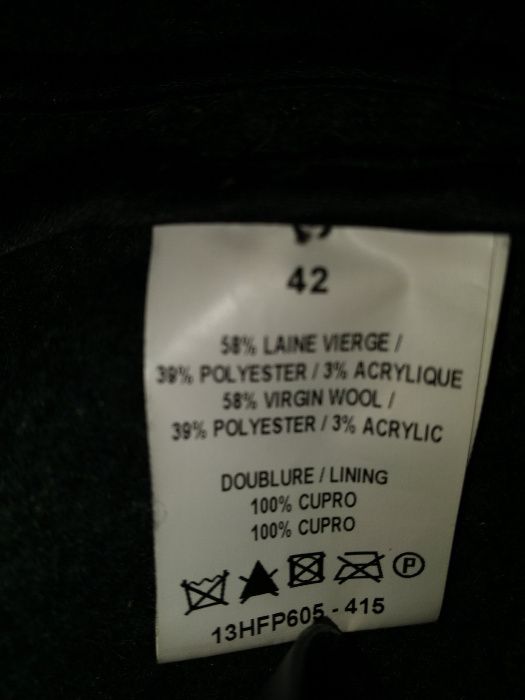 42
58% LAINE VIERGE /
39% POLYESTER / 3% ACRYLIQUE
58% VIRGIN WOOL /
39% POLYESTER / 3% ACRYLIC
DOUBLURE / LINING
100% CUPRO
100% CUPRO
P
13HFP605 - 415